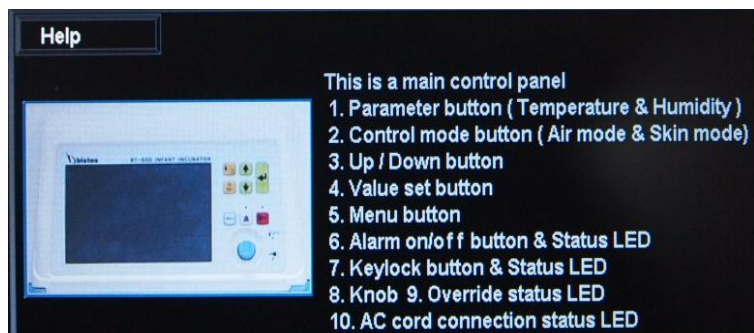 Help
This is a main control panel
1. Parameter button ( Temperature & Humidity )
2. Control mode button ( Air mode & Skin mode)
3. Up / Down button
4. Value set button
5. Menu button
6. Alarm on/off button & Status LED
7. Keylock button & Status LED
8. Knob 9. Override status LED
10. AC cord connection status LED
bistos
BT-500 INFANT INCUBATOR